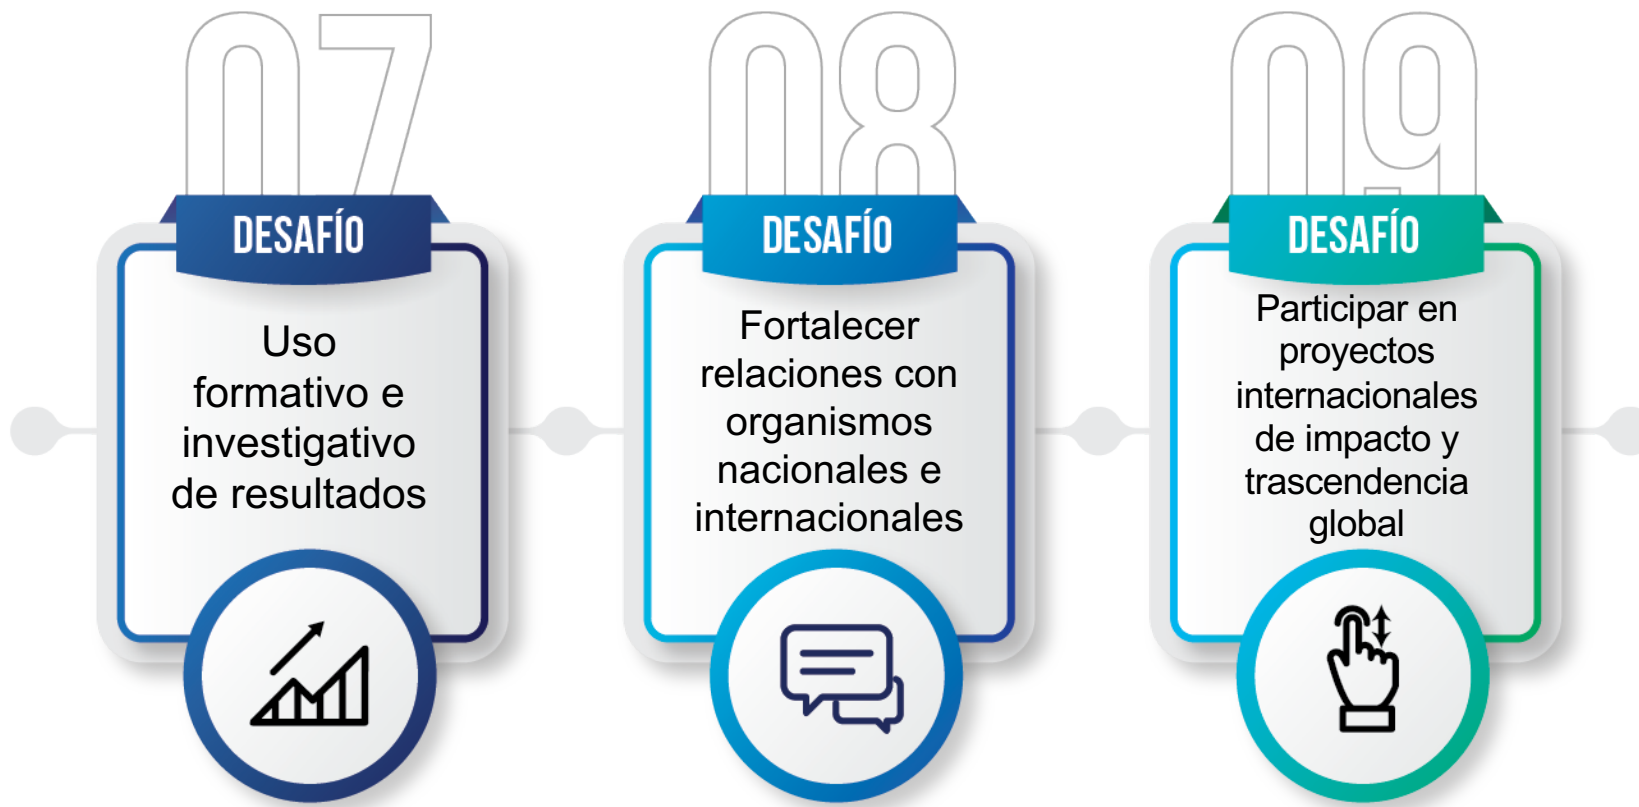 07
DESAFÍO
Uso
formativo e
investigativo
de resultados
08
DESAFÍO
Fortalecer
relaciones con
organismos
nacionales e
internacionales
09
DESAFÍO
Participar en
proyectos
internacionales
de impacto y
trascendencia
global